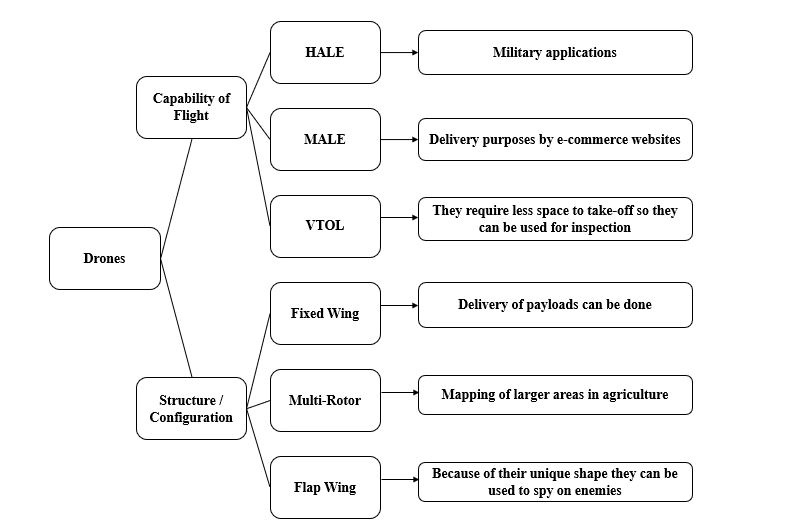 HALE
Military applications
Capability of
Flight
MALE
Delivery purposes by e-commerce websites
VTOL
They require less space to take-off so they
can be used for inspection
Drones
Fixed Wing
Delivery of payloads can be done
Structure /
Configuration
Multi-Rotor
Mapping of larger areas in agriculture
Flap Wing
Because of their unique shape they can be
used to spy on enemies